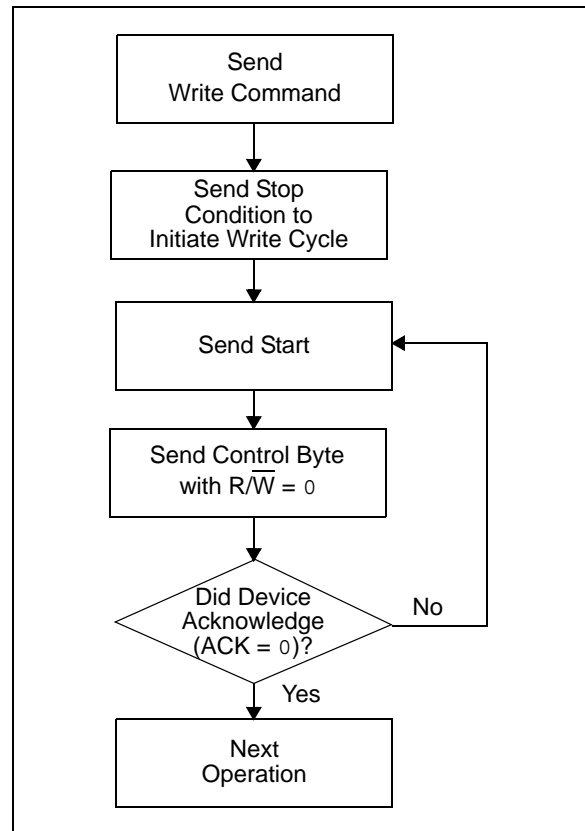 Send
Write Command
Send Stop
Condition to
Initiate Write Cycle
Send Start
Send Control Byte
with R/W̅ = 0
Did Device
Acknowledge
(ACK = 0)?
No
Yes
Next
Operation